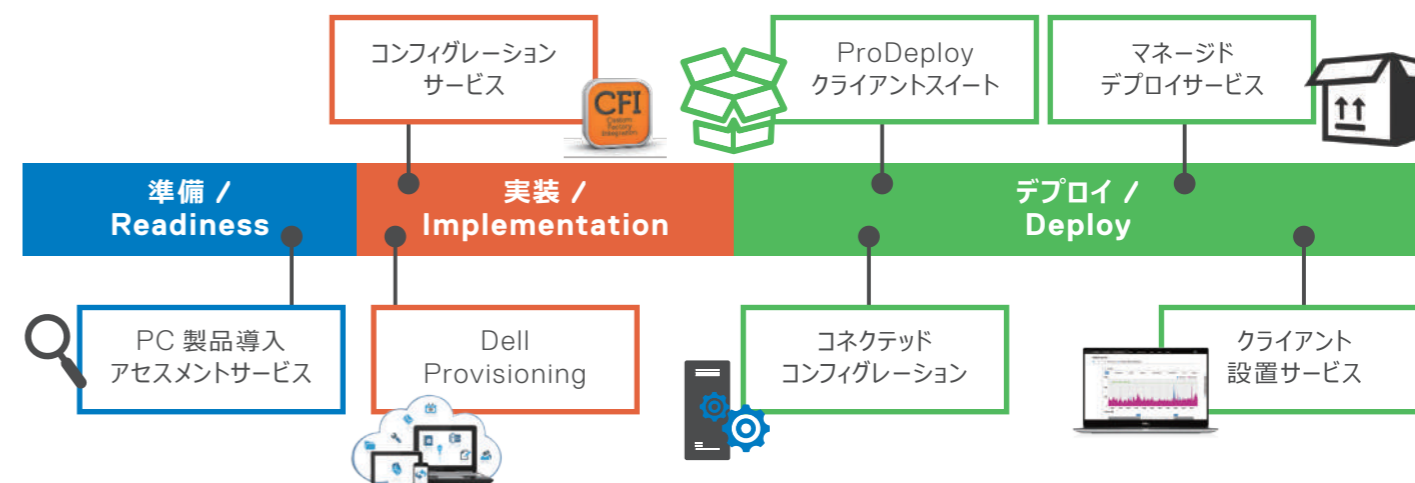 コンフィグレーション
サービス
CFI
Custom
Factory
Integration
ProDeploy
クライアントスイート
マネージド
デプロイサービス
準備 /
Readiness
実装 /
Implementation
デプロイ /
Deploy
PC 製品導入
アセスメントサービス
Dell
Provisioning
コネクテッド
コンフィグレーション
クライアント
設置サービス